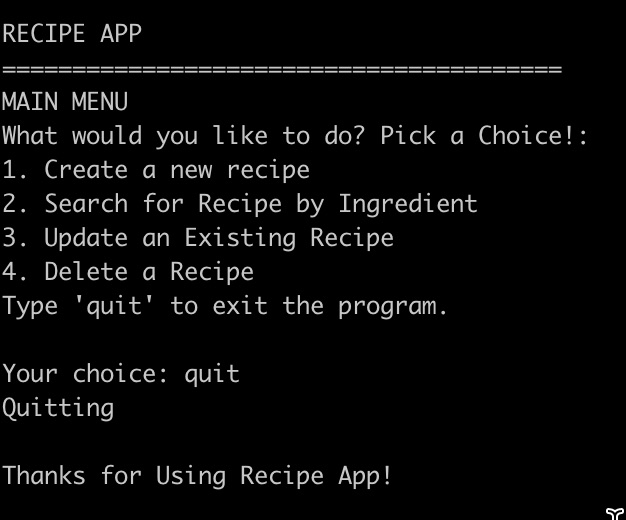 RECIPE APP
========================================
MAIN MENU
What would you like to do? Pick a Choice!:
1. Create a new recipe
2. Search for Recipe by Ingredient
3. Update an Existing Recipe
4. Delete a Recipe
Type 'quit' to exit the program.
Your choice: quit
Quitting
Thanks for Using Recipe App!